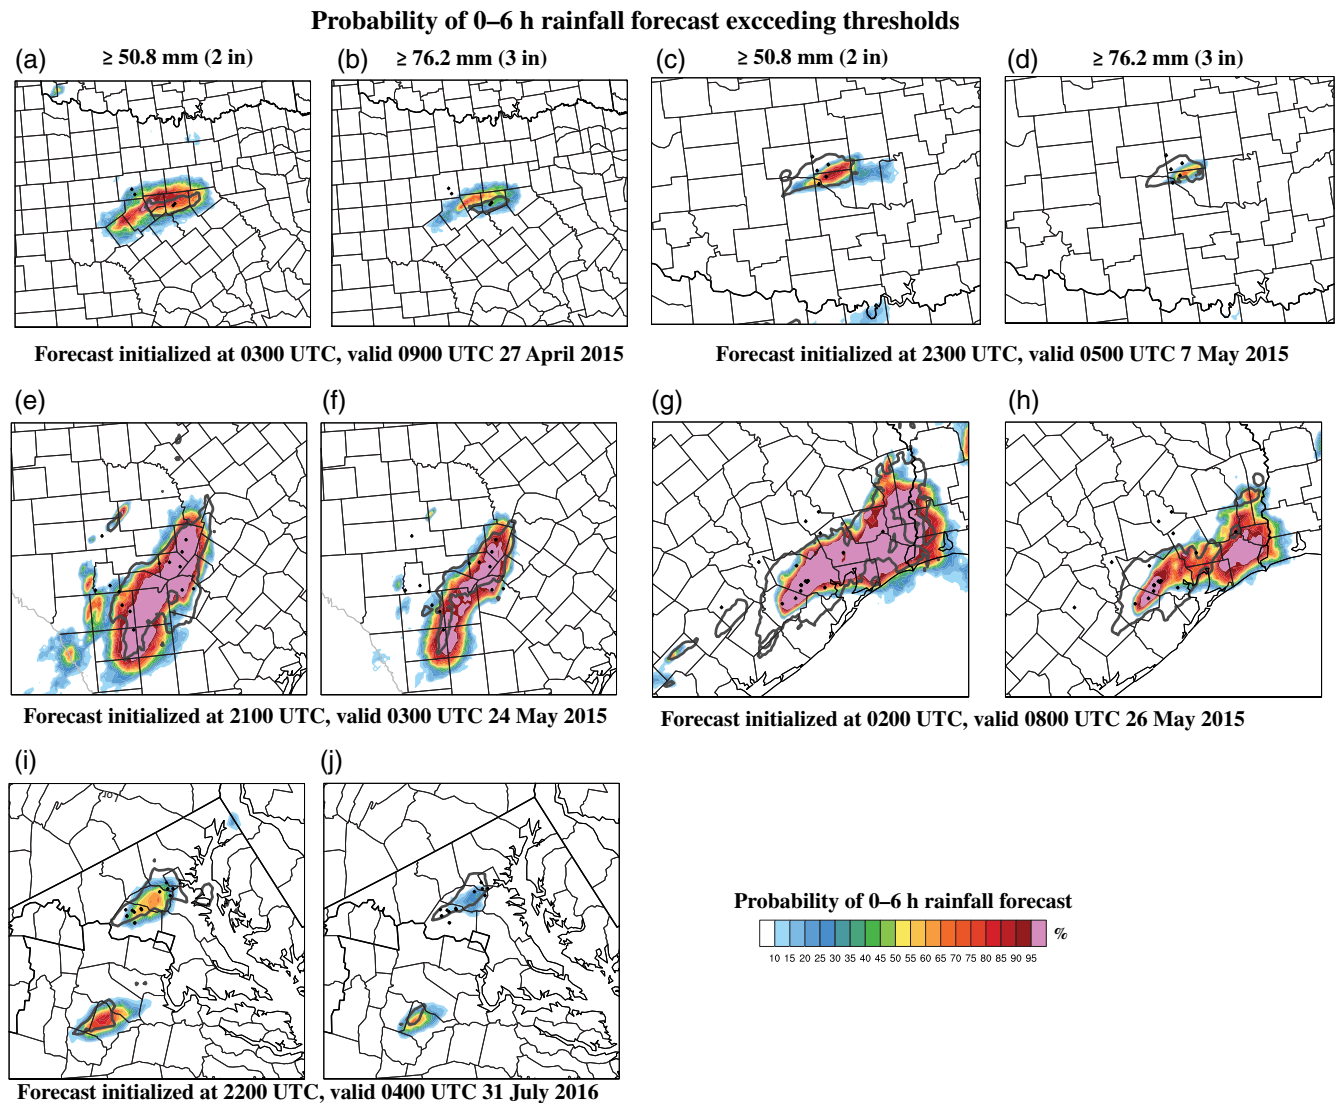 Probability of 0–6 h rainfall forecast excceeding thresholds
(a) ≥ 50.8 mm (2 in) (b) ≥ 76.2 mm (3 in) (c) ≥ 50.8 mm (2 in) (d) ≥ 76.2 mm (3 in)
Forecast initialized at 0300 UTC, valid 0900 UTC 27 April 2015
Forecast initialized at 2300 UTC, valid 0500 UTC 7 May 2015
(e) (f) (g) (h)
Forecast initialized at 2100 UTC, valid 0300 UTC 24 May 2015
Forecast initialized at 0200 UTC, valid 0800 UTC 26 May 2015
(i) (j)
Probability of 0–6 h rainfall forecast
%
10 15 20 25 30 35 40 45 50 55 60 65 70 75 80 85 90 95
Forecast initialized at 2200 UTC, valid 0400 UTC 31 July 2016